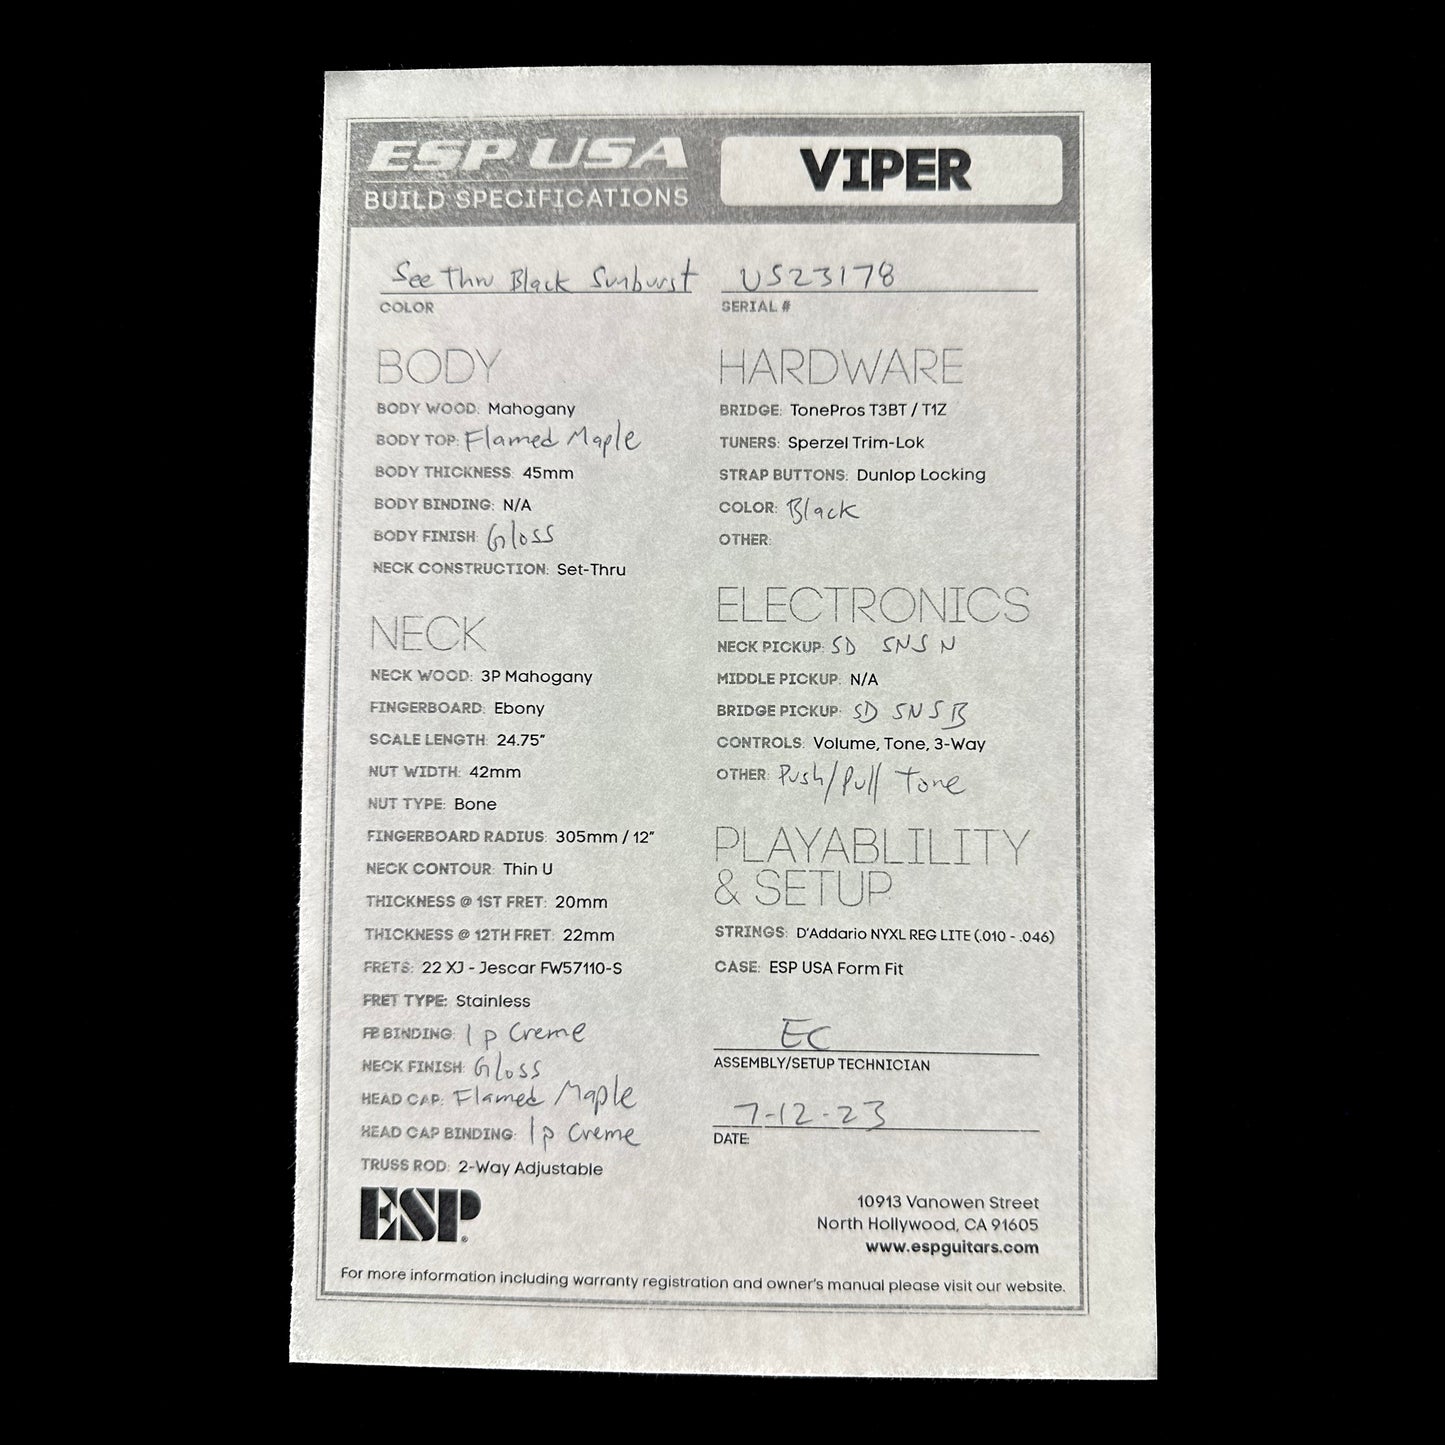 ESP USA
BUILD SPECIFICATIONS
VIPER
See Thru Black Sunburst
COLOR
US23178
SERIAL #
BODY
BODY WOOD: Mahogany
BODY TOP: Flamed Maple
BODY THICKNESS: 45mm
BODY BINDING: N/A
BODY FINISH: Gloss
NECK CONSTRUCTION: Set-Thru
NECK
NECK WOOD: 3P Mahogany
FINGERBOARD: Ebony
SCALE LENGTH: 24.75"
NUT WIDTH: 42mm
NUT TYPE: Bone
FINGERBOARD RADIUS: 305mm / 12"
NECK CONTOUR: Thin U
THICKNESS @ 1ST FRET: 20mm
THICKNESS @ 12TH FRET: 22mm
FRETS: 22 XJ - Jescar FW57110-S
FRET TYPE: Stainless
FB BINDING: 1p Creme
NECK FINISH: Gloss
HEAD CAP: Flamed Maple
HEAD CAP BINDING: 1p Creme
TRUSS ROD: 2-Way Adjustable
HARDWARE
BRIDGE: TonePros T3BT / T1Z
TUNERS: Sperzel Trim-Lok
STRAP BUTTONS: Dunlop Locking
COLOR: Black
OTHER:
ELECTRONICS
NECK PICKUP: SD SNS N
MIDDLE PICKUP: N/A
BRIDGE PICKUP: SD SNS B
CONTROLS: Volume, Tone, 3-Way
OTHER: Push/Pull Tone
PLAYABLILITY
& SETUP
STRINGS: D'Addario NYXL REG LITE (.010 - .046)
CASE: ESP USA Form Fit
EC
ASSEMBLY/SETUP TECHNICIAN
7-12-23
DATE:
ESP®
10913 Vanowen Street
North Hollywood, CA 91605
www.espguitars.com
For more information including warranty registration and owner's manual please visit our website.